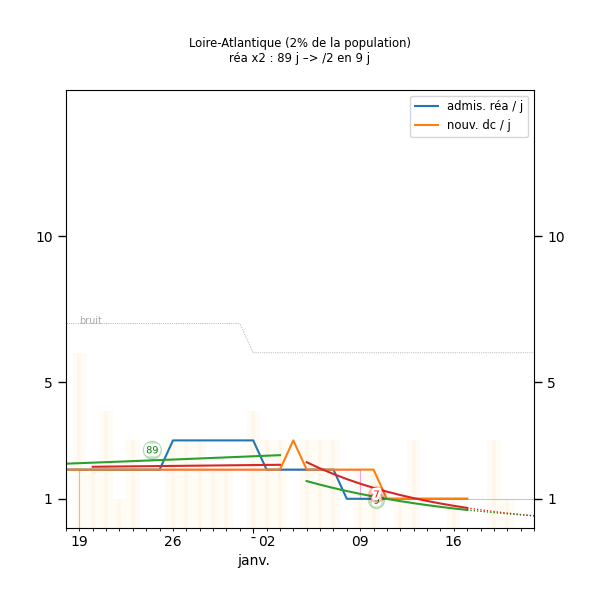 Loire-Atlantique (2% de la population)
réa x2 : 89 j –> /2 en 9 j
admis. réa / j
nouv. dc / j
10
10
bruit
5
5
89
7
9
1
1
19
26
02
09
16
janv.